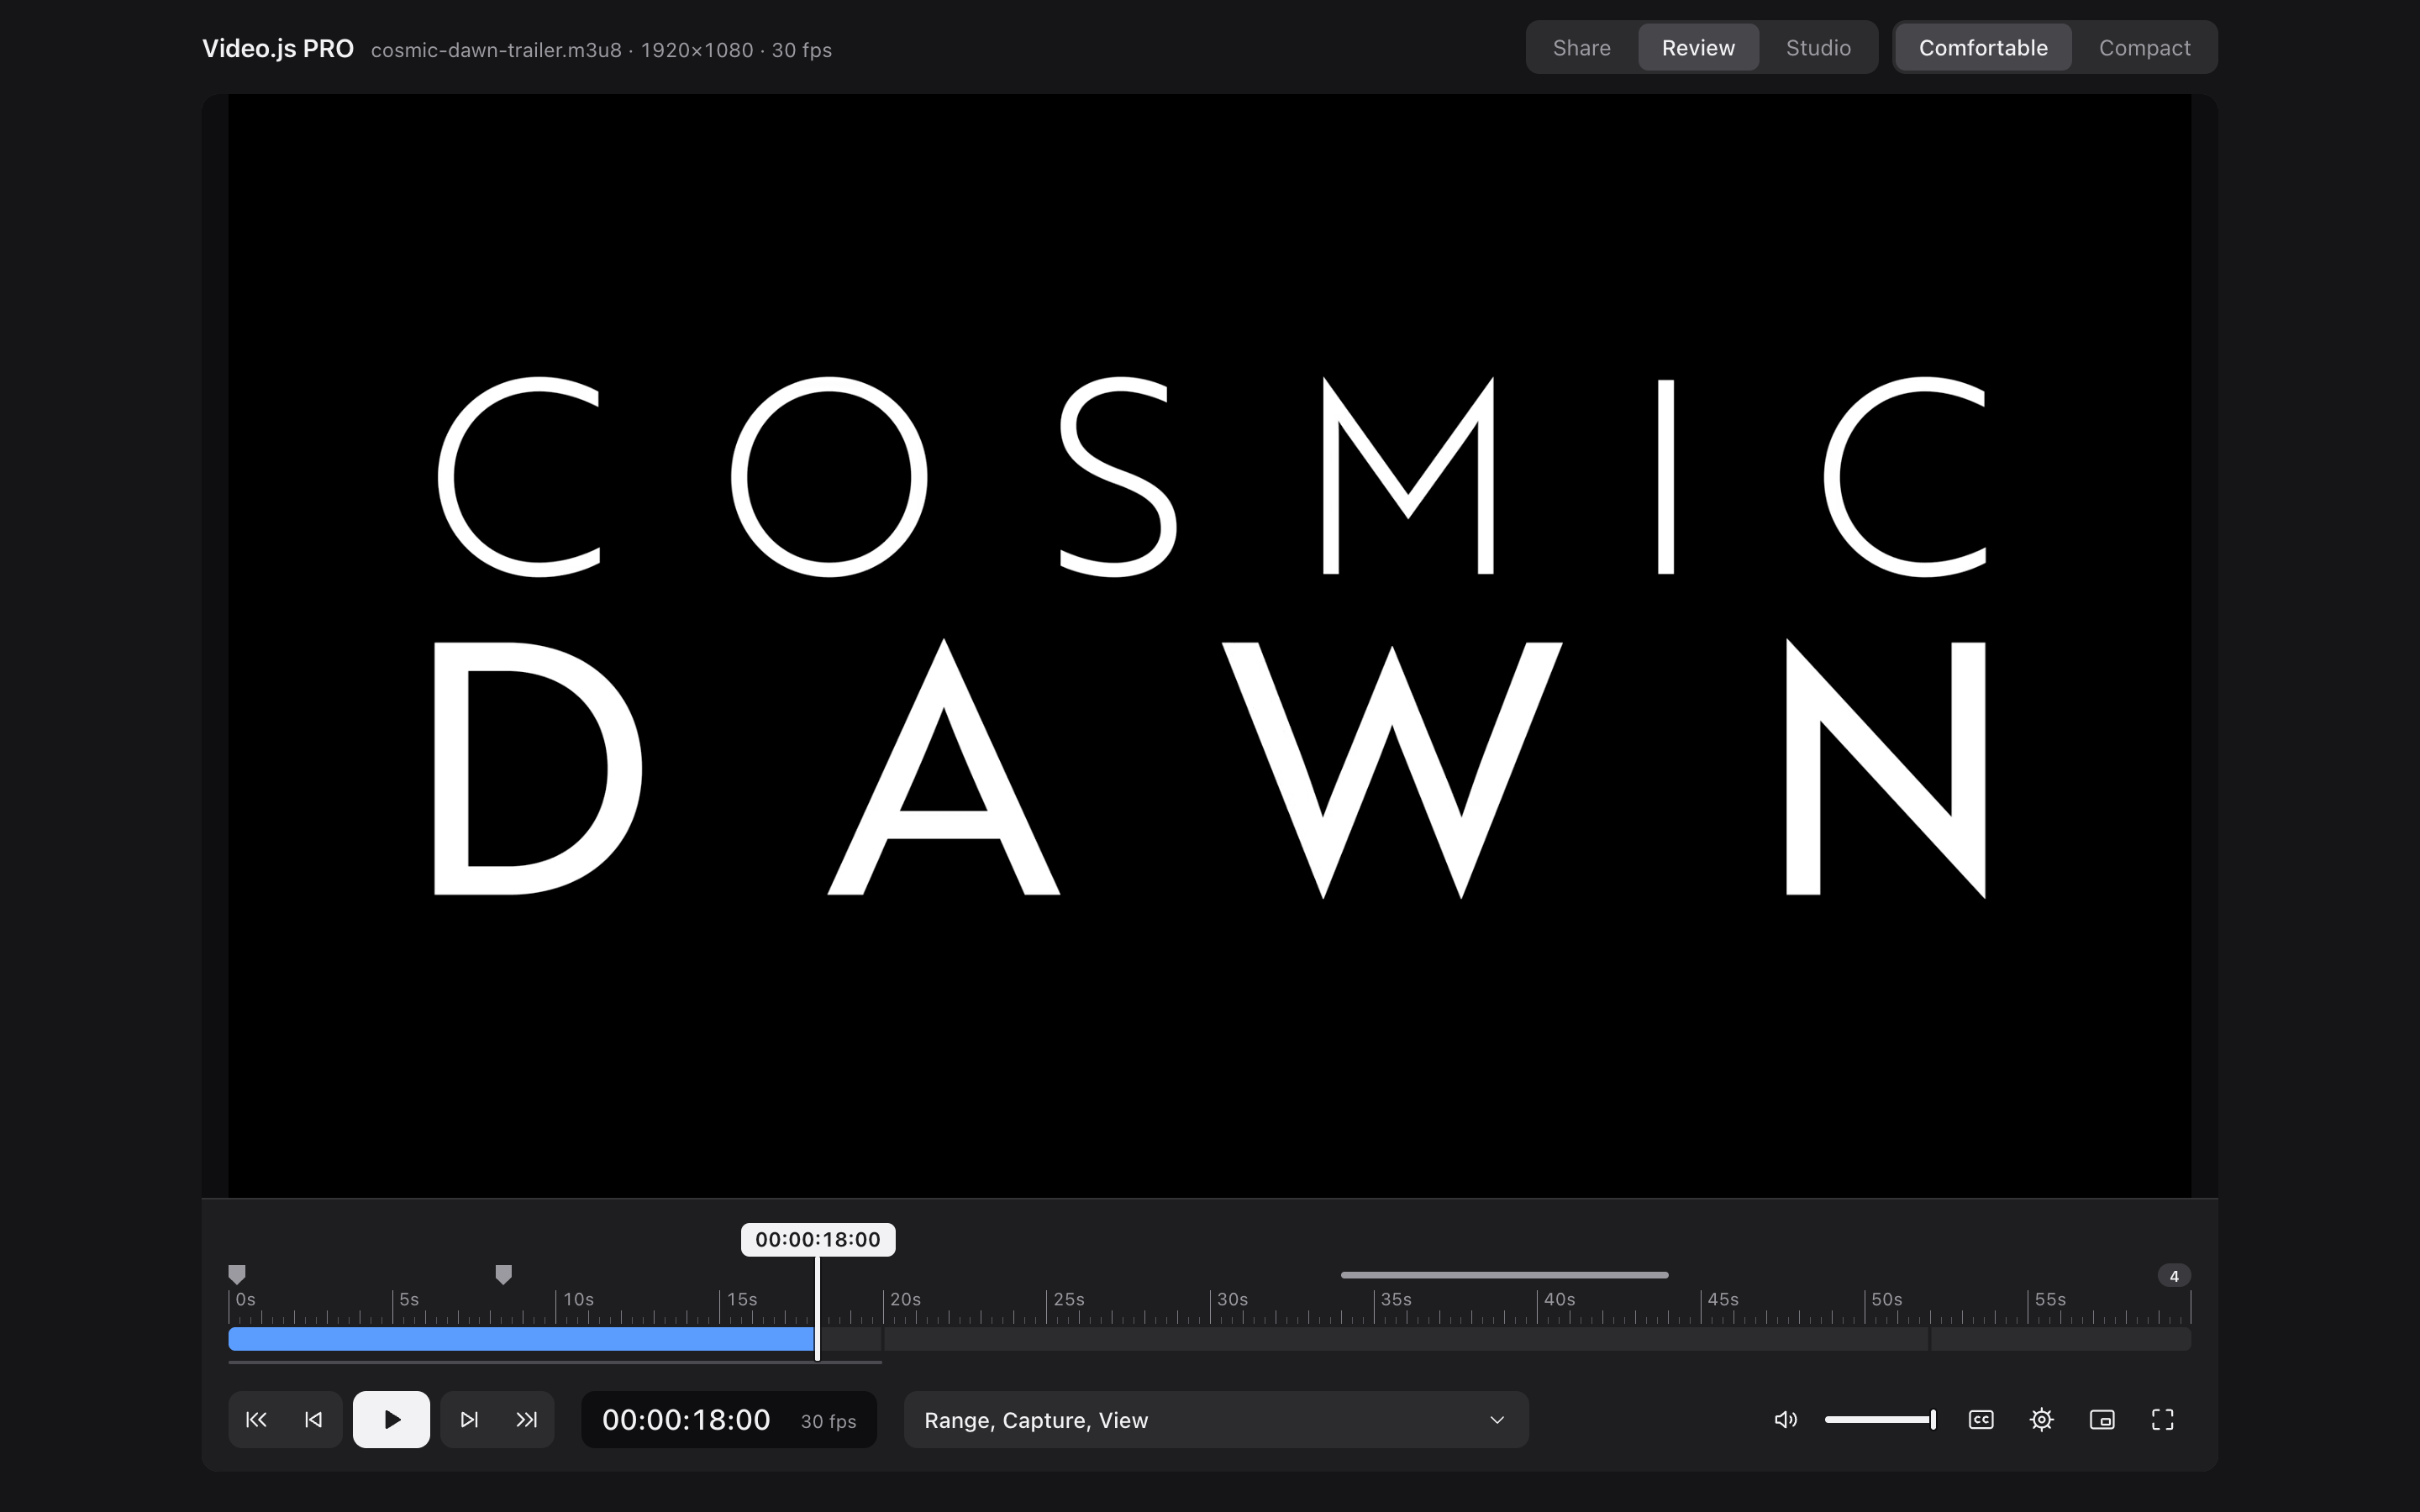 Video.js PRO cosmic-dawn-trailer.m3u8 · 1920×1080 · 30 fps
Share Review Studio Comfortable Compact
COSMIC
DAWN
00:00:18:00
4
0s 5s 10s 15s 20s 25s 30s 35s 40s 45s 50s 55s
00:00:18:00 30 fps Range, Capture, View CC